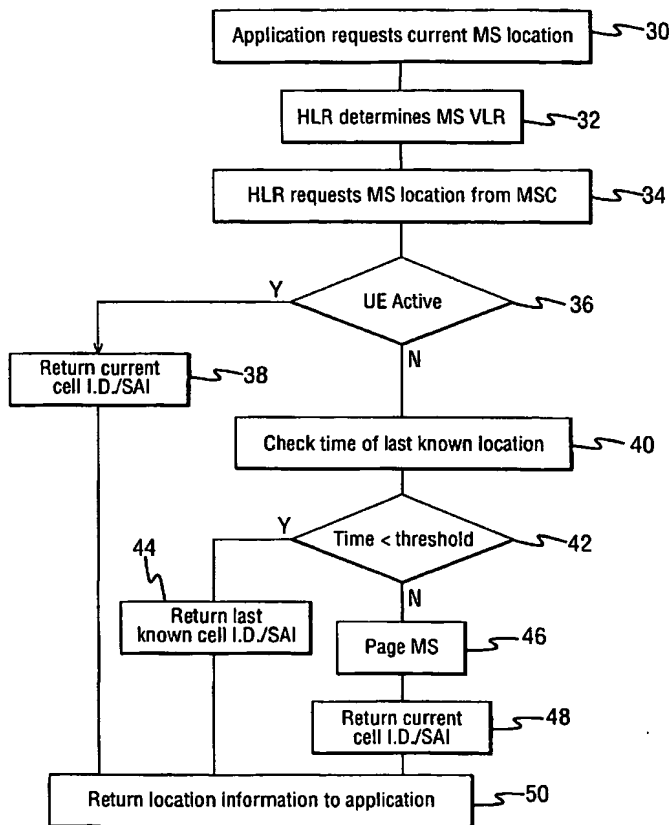 Application requests current MS location
30
HLR determines MS VLR
32
HLR requests MS location from MSC
34
Y
UE Active
36
N
Return current
cell I.D./SAI
38
Check time of last known location
40
Y
Time < threshold
42
44
N
Return last
known cell I.D./SAI
Page MS
46
Return current
cell I.D./SAI
48
Return location information to application
50